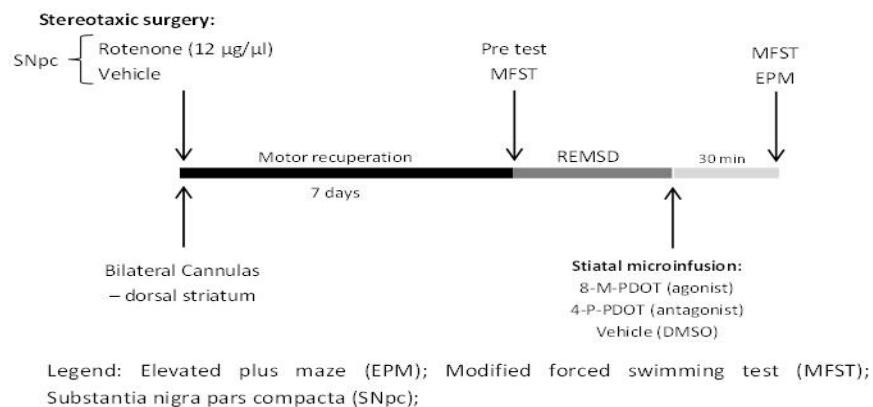 Stereotaxic surgery:
SNpc
Rotenone (12 µg/µl)
Vehicle
Pre test
MFST
MFST
EPM
Motor recuperation
REMSD
30 min
7 days
Bilateral Cannulas
– dorsal striatum
Stiatal microinfusion:
8-M-PDOT (agonist)
4-P-PDOT (antagonist)
Vehicle (DMSO)
Legend: Elevated plus maze (EPM); Modified forced swimming test (MFST);
Substantia nigra pars compacta (SNpc);